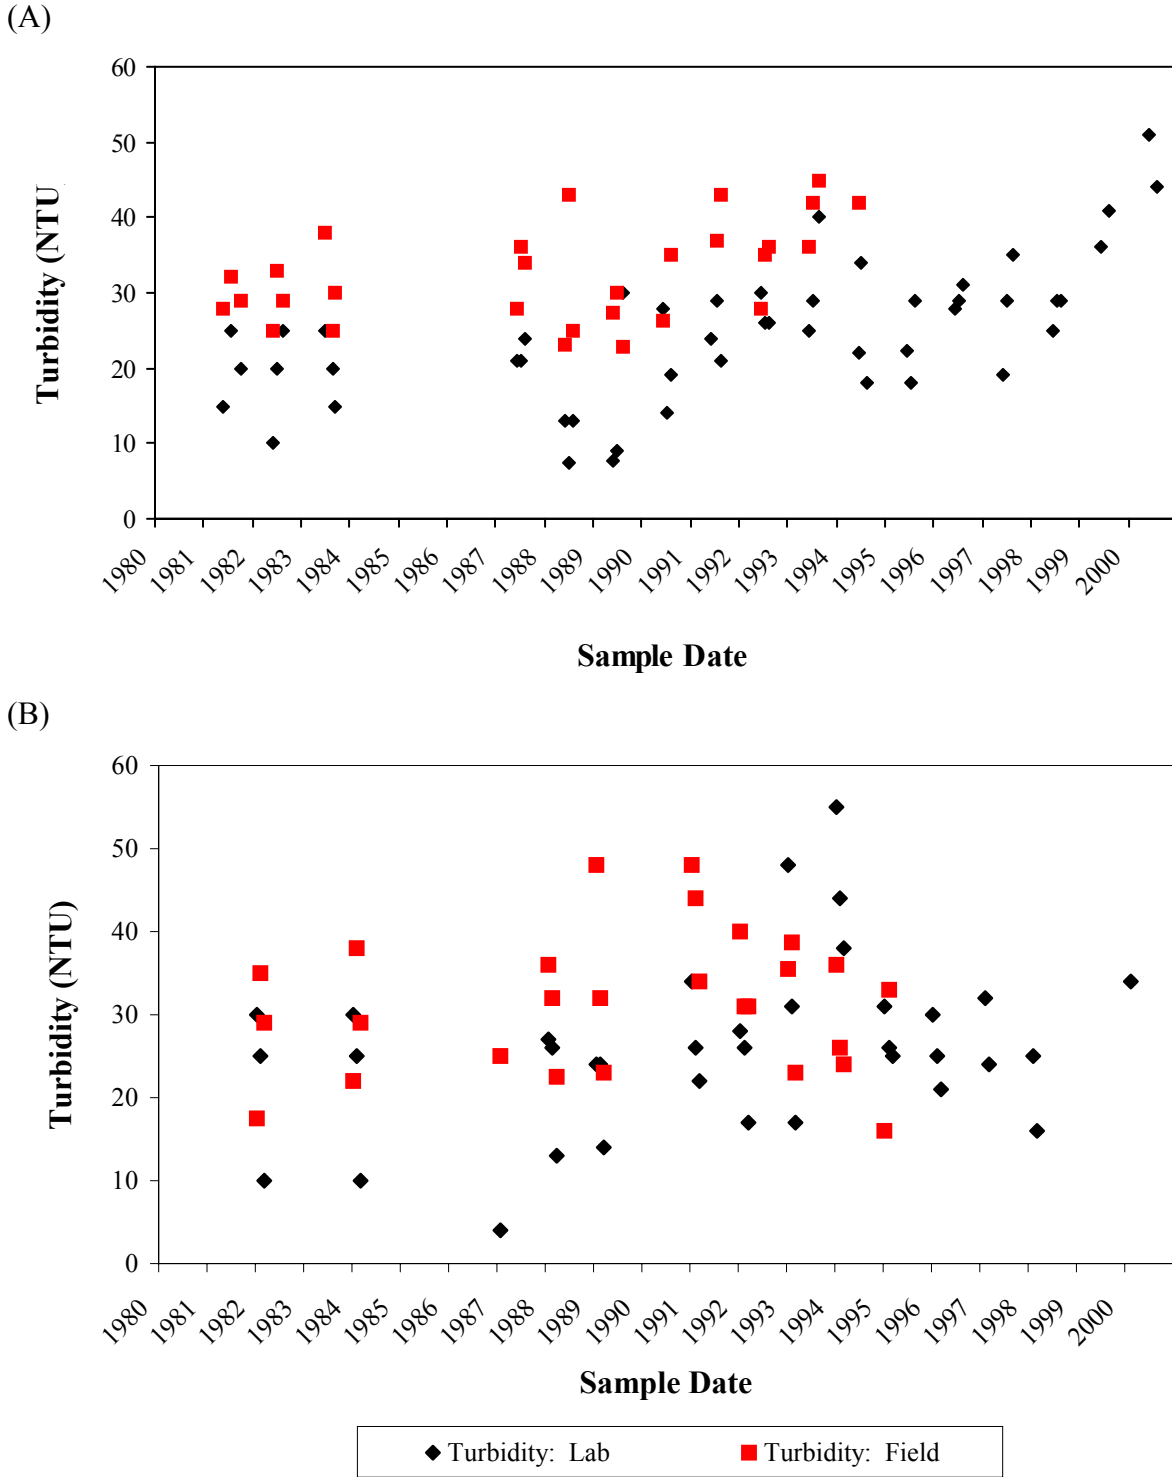 (A)
60
50
40
30
20
10
0
Turbidity (NTU
1980 1981 1982 1983 1984 1985 1986 1987 1988 1989 1990 1991 1992 1993 1994 1995 1996 1997 1998 1999 2000
Sample Date
(B)
60
50
40
30
20
10
0
Turbidity (NTU)
1980 1981 1982 1983 1984 1985 1986 1987 1988 1989 1990 1991 1992 1993 1994 1995 1996 1997 1998 1999 2000
Sample Date
Turbidity: Lab Turbidity: Field